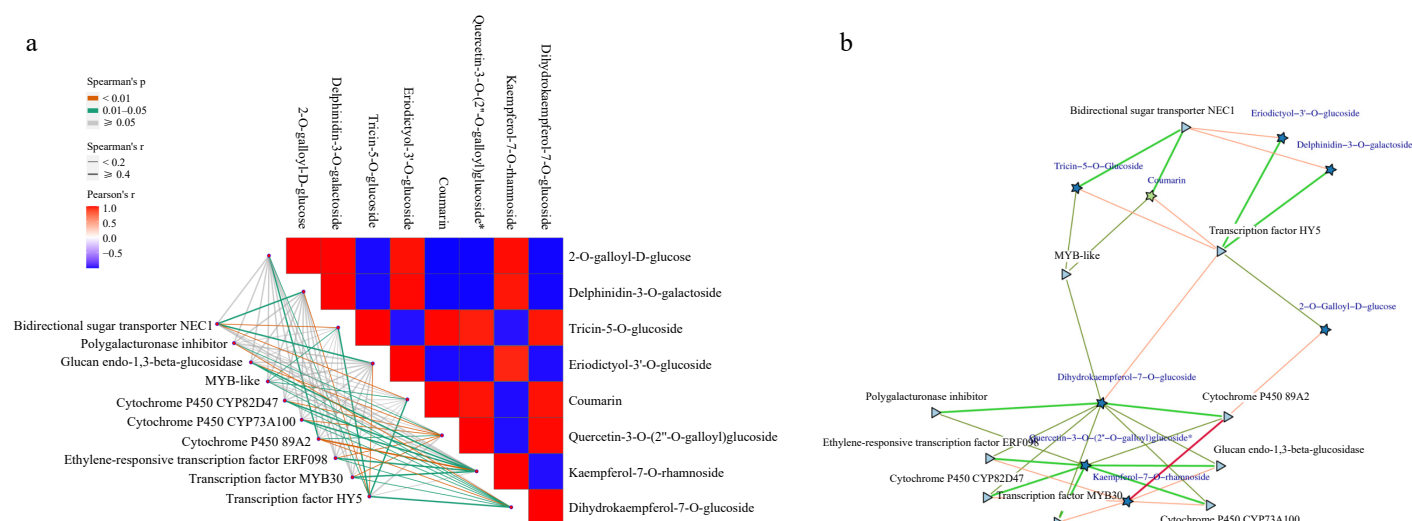 a
b
Spearman's p
< 0.01
0.01–0.05
≥ 0.05
Spearman's r
< 0.2
≥ 0.4
Pearson's r
1.0
0.5
0.0
−0.5
2-O-galloyl-D-glucose
Delphinidin-3-O-galactoside
Tricin-5-O-glucoside
Eriodictyol-3'-O-glucoside
Coumarin
Quercetin-3-O-(2"-O-galloyl)glucoside*
Kaempferol-7-O-rhamnoside
Dihydrokaempferol-7-O-glucoside
2-O-galloyl-D-glucose
Delphinidin-3-O-galactoside
Tricin-5-O-glucoside
Eriodictyol-3'-O-glucoside
Coumarin
Quercetin-3-O-(2"-O-galloyl)glucoside
Kaempferol-7-O-rhamnoside
Dihydrokaempferol-7-O-glucoside
Bidirectional sugar transporter NEC1
Polygalacturonase inhibitor
Glucan endo-1,3-beta-glucosidase
MYB-like
Cytochrome P450 CYP82D47
Cytochrome P450 CYP73A100
Cytochrome P450 89A2
Ethylene-responsive transcription factor ERF098
Transcription factor MYB30
Transcription factor HY5
Bidirectional sugar transporter NEC1
Eriodictyol−3'−O−glucoside
Delphinidin−3−O−galactoside
Tricin−5−O−Glucoside
Coumarin
Transcription factor HY5
MYB−like
2−O−Galloyl−D−glucose
Dihydrokaempferol−7−O−glucoside
Polygalacturonase inhibitor
Cytochrome P450 89A2
Ethylene−responsive transcription factor ERF098
Quercetin−3−O−(2"−O−galloyl)glucoside*
Glucan endo−1,3−beta−glucosidase
Cytochrome P450 CYP82D47
Kaempferol−7−O−rhamnoside
Transcription factor MYB30
Cytochrome P450 CYP73A100